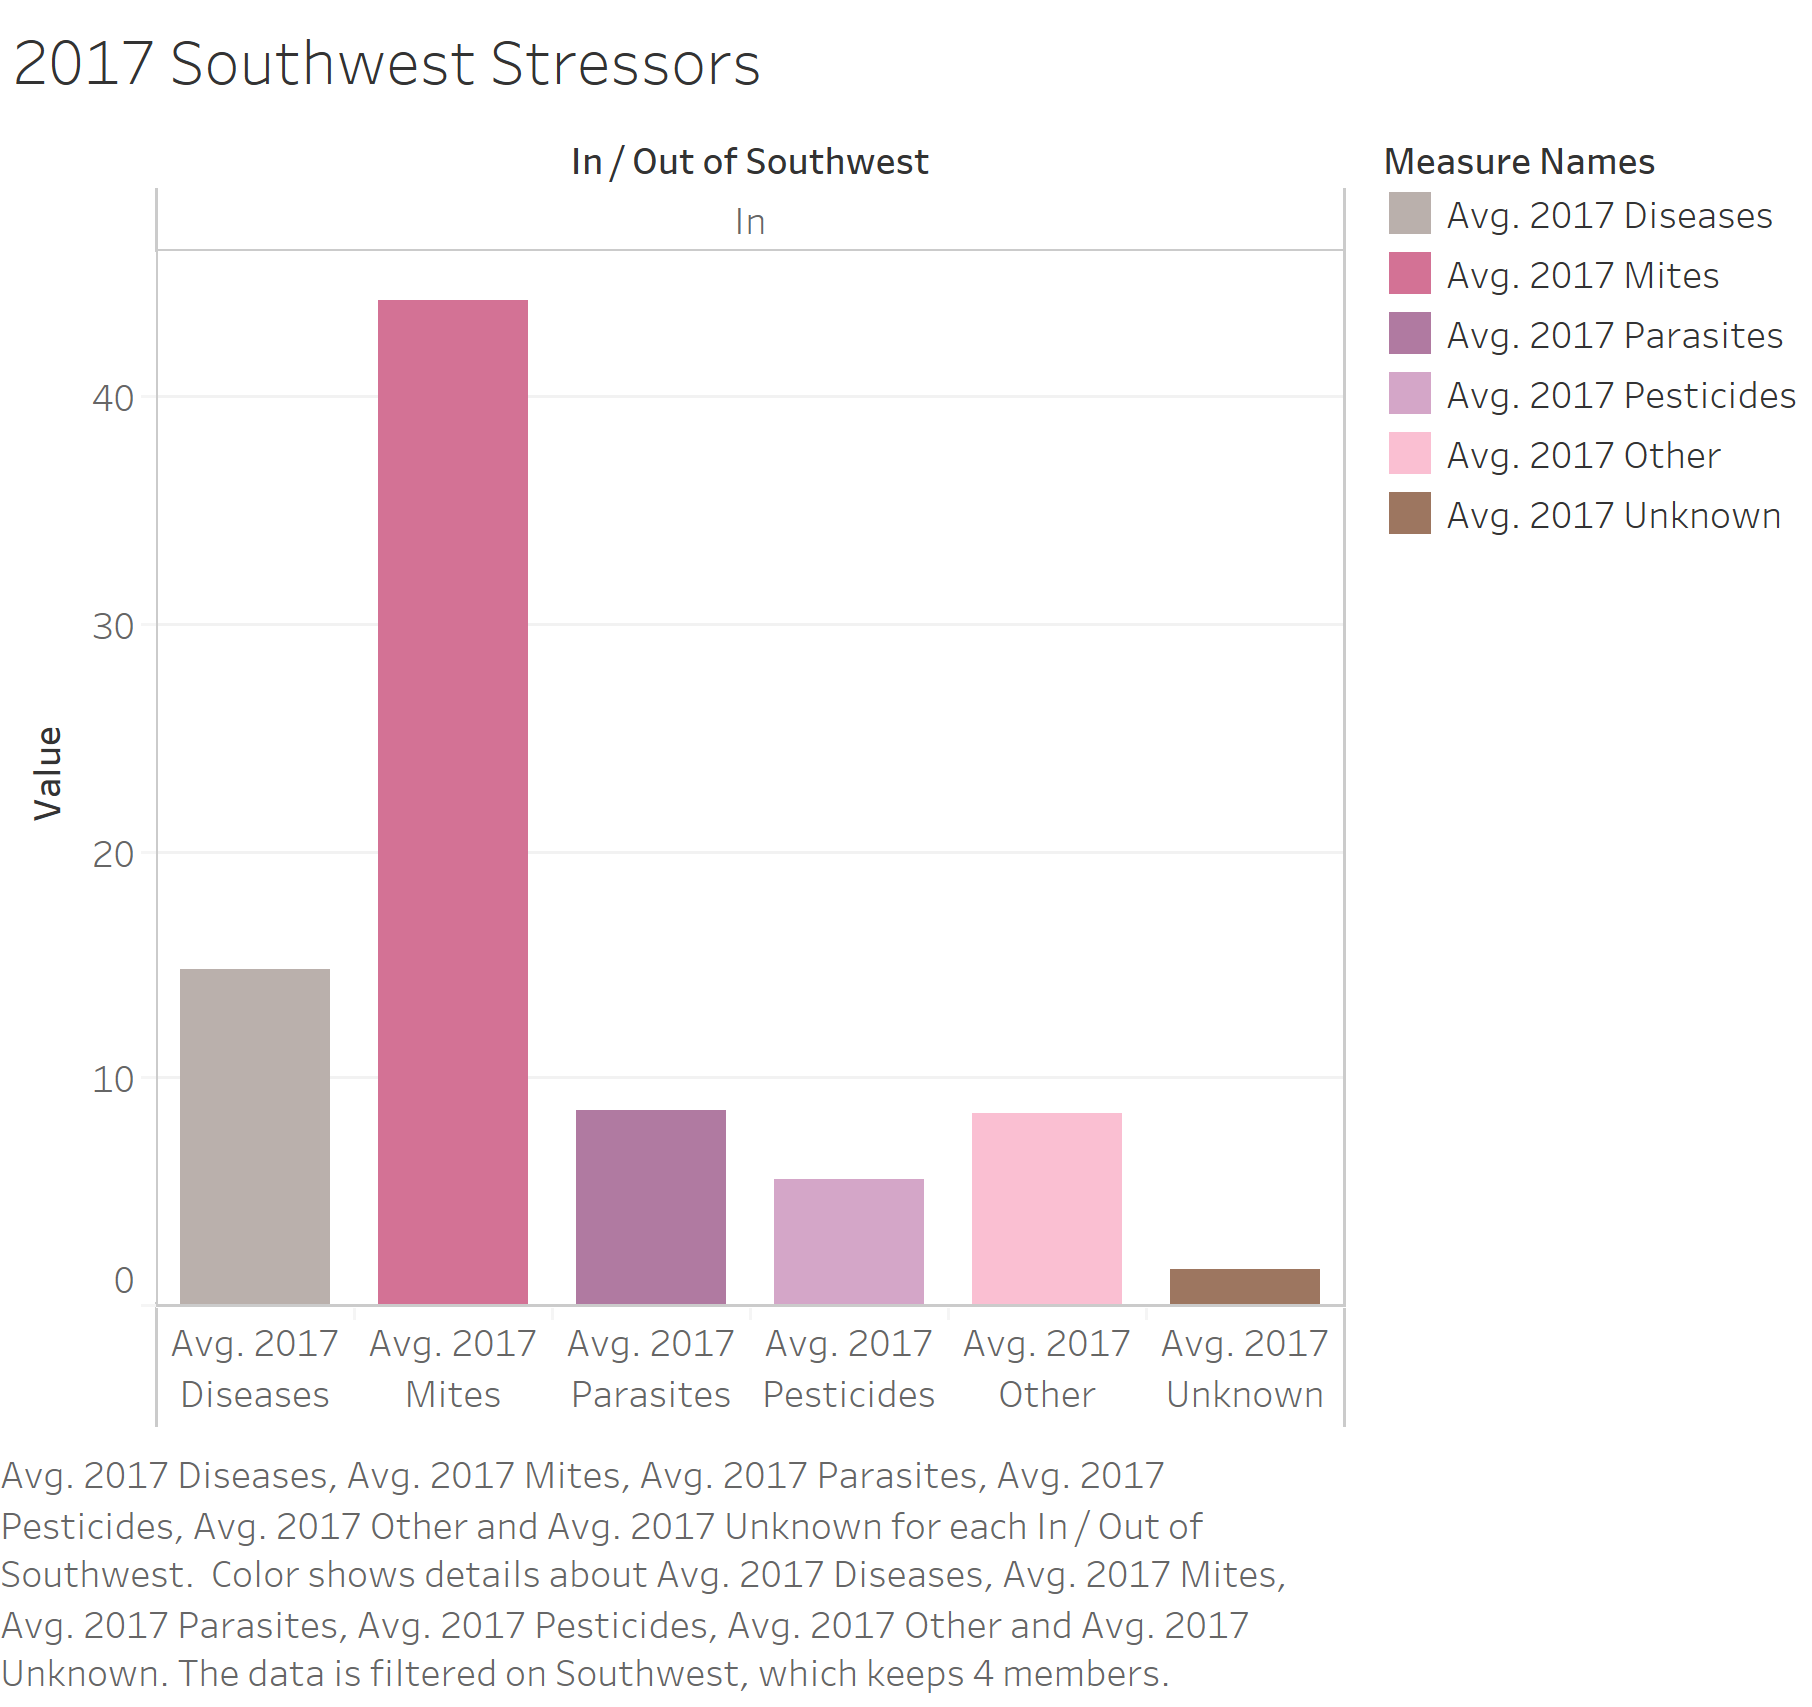 2017 Southwest Stressors
In / Out of Southwest
In
Measure Names
Avg. 2017 Diseases
Avg. 2017 Mites
Avg. 2017 Parasites
Avg. 2017 Pesticides
Avg. 2017 Other
Avg. 2017 Unknown
Value
40
30
20
10
0
Avg. 2017 Diseases
Avg. 2017 Mites
Avg. 2017 Parasites
Avg. 2017 Pesticides
Avg. 2017 Other
Avg. 2017 Unknown
Avg. 2017 Diseases, Avg. 2017 Mites, Avg. 2017 Parasites, Avg. 2017
Pesticides, Avg. 2017 Other and Avg. 2017 Unknown for each In / Out of
Southwest.  Color shows details about Avg. 2017 Diseases, Avg. 2017 Mites,
Avg. 2017 Parasites, Avg. 2017 Pesticides, Avg. 2017 Other and Avg. 2017
Unknown. The data is filtered on Southwest, which keeps 4 members.